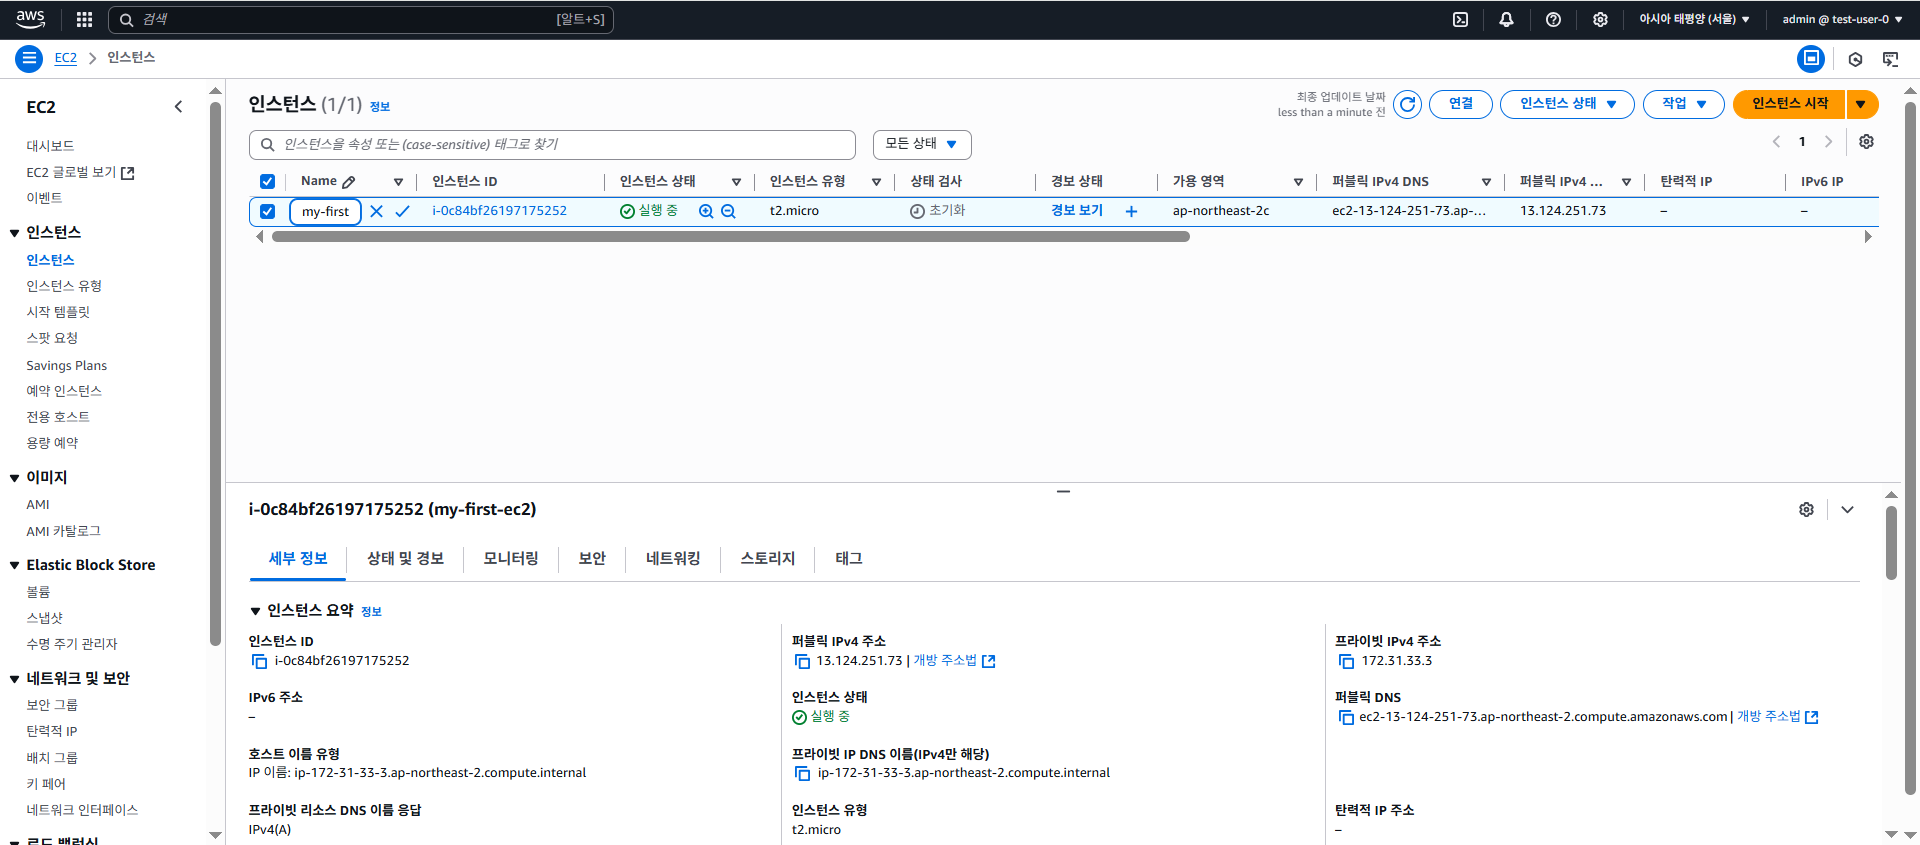 aws
검색 [알트+S]
아시아 태평양 (서울) ▼ admin @ test-user-0 ▼
EC2 > 인스턴스
EC2
대시보드
EC2 글로벌 보기
이벤트
▼ 인스턴스
인스턴스
인스턴스 유형
시작 템플릿
스팟 요청
Savings Plans
예약 인스턴스
전용 호스트
용량 예약
▼ 이미지
AMI
AMI 카탈로그
▼ Elastic Block Store
볼륨
스냅샷
수명 주기 관리자
▼ 네트워크 및 보안
보안 그룹
탄력적 IP
배치 그룹
키 페어
네트워크 인터페이스
▼ 로드 밸런싱
인스턴스 (1/1) 정보
최종 업데이트 날짜
less than a minute 전
연결 인스턴스 상태 ▼ 작업 ▼ 인스턴스 시작 ▼
인스턴스을 속성 또는 (case-sensitive) 태그로 찾기 모든 상태 ▼
1
Name 인스턴스 ID 인스턴스 상태 인스턴스 유형 상태 검사 경보 상태 가용 영역 퍼블릭 IPv4 DNS 퍼블릭 IPv4 ... 탄력적 IP IPv6 IP
my-first i-0c84bf26197175252 실행 중 t2.micro 초기화 경보 보기 + ap-northeast-2c ec2-13-124-251-73.ap-... 13.124.251.73 – –
i-0c84bf26197175252 (my-first-ec2)
세부 정보 상태 및 경보 모니터링 보안 네트워킹 스토리지 태그
▼ 인스턴스 요약 정보
인스턴스 ID
i-0c84bf26197175252
퍼블릭 IPv4 주소
13.124.251.73 | 개방 주소법
프라이빗 IPv4 주소
172.31.33.3
IPv6 주소
–
인스턴스 상태
실행 중
퍼블릭 DNS
ec2-13-124-251-73.ap-northeast-2.compute.amazonaws.com | 개방 주소법
호스트 이름 유형
IP 이름: ip-172-31-33-3.ap-northeast-2.compute.internal
프라이빗 IP DNS 이름(IPv4만 해당)
ip-172-31-33-3.ap-northeast-2.compute.internal
프라이빗 리소스 DNS 이름 응답
IPv4(A)
인스턴스 유형
t2.micro
탄력적 IP 주소
–